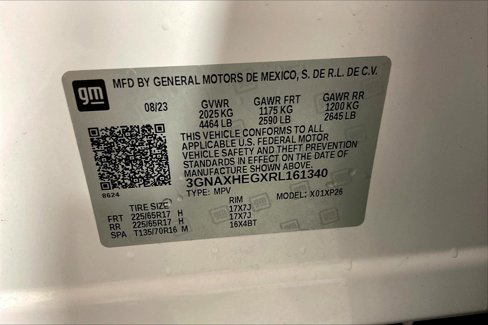 gm
MFD BY GENERAL MOTORS DE MEXICO, S. DE R.L. DE C.V.
08/23 GVWR GAWR FRT GAWR RR
2025 KG 1175 KG 1200 KG
4464 LB 2590 LB 2645 LB
THIS VEHICLE CONFORMS TO ALL
APPLICABLE U.S. FEDERAL MOTOR
VEHICLE SAFETY, BUMPER, AND THEFT
PREVENTION STANDARDS IN EFFECT ON
THE DATE OF MANUFACTURE SHOWN ABOVE.
3GNAXHEGXRL161340
8624
TYPE: MPV MODEL: X01XP26
TIRE SIZE RIM
FRT 225/65R17 H 17X7J
RR 225/65R17 H 17X7J
SPA T135/70R16 M 16X4BT